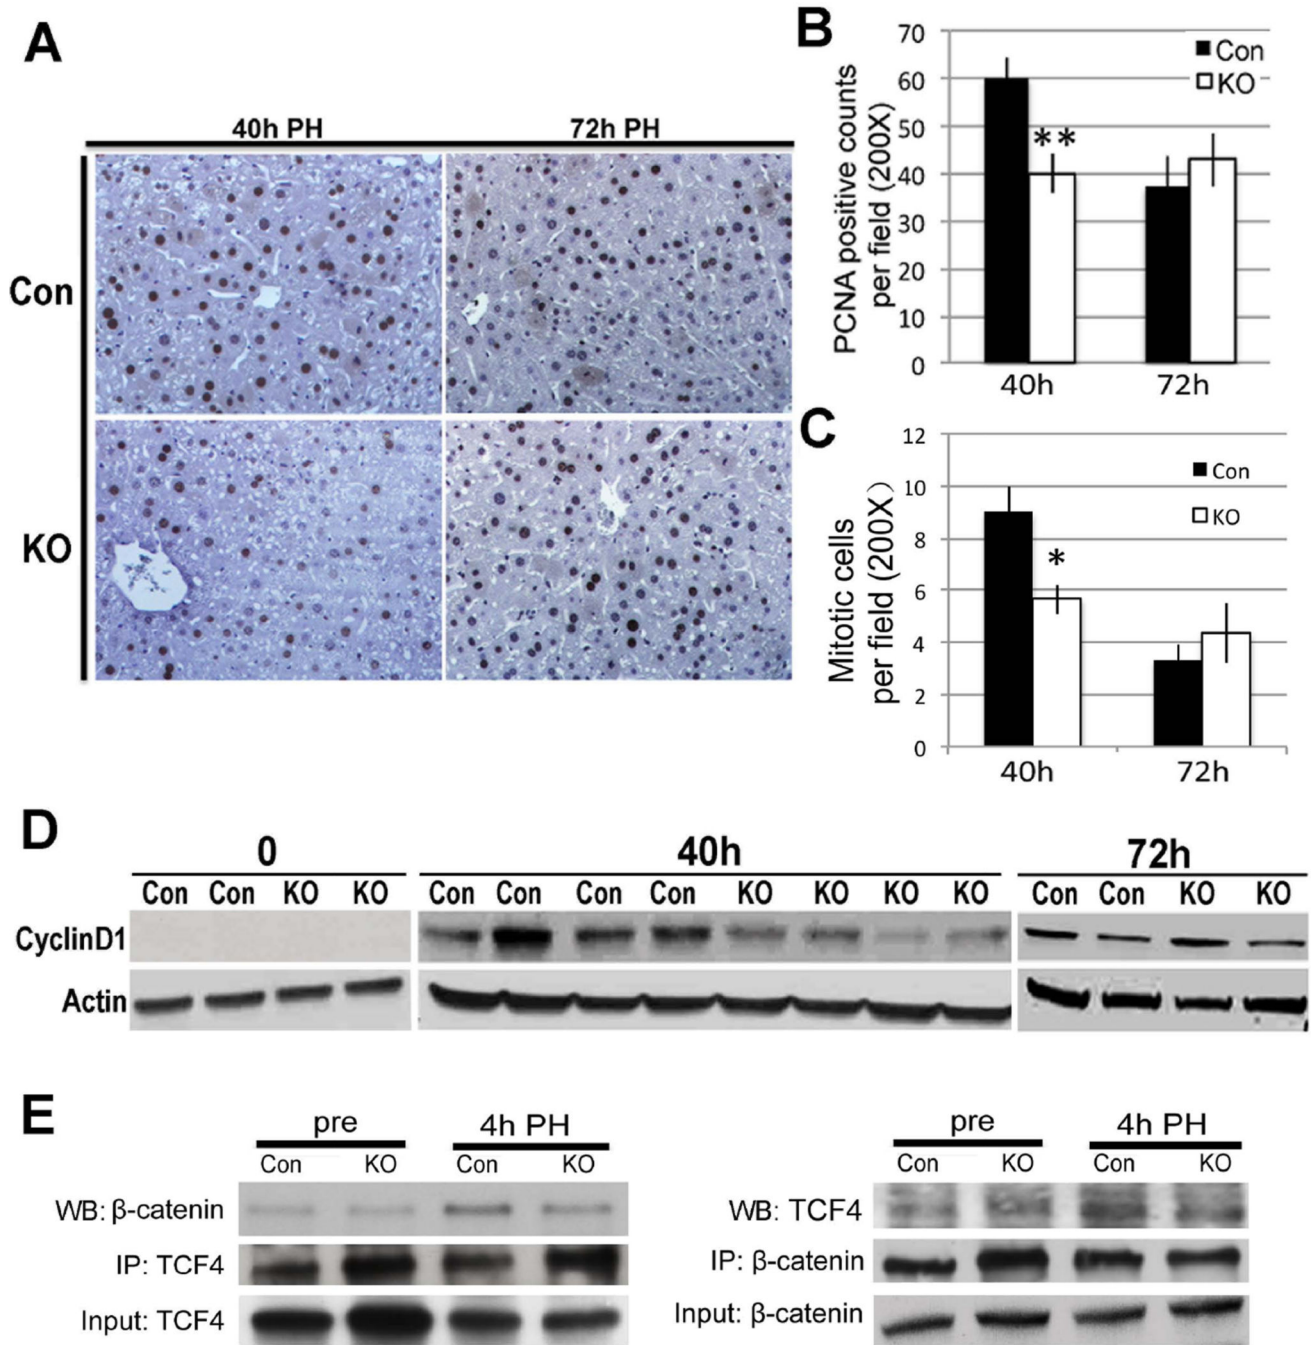 A
40h PH 72h PH
Con
KO
B
PCNA positive counts
per field (200X)
70
60
50
40
30
20
10
0
Con
KO
**
40h 72h
C
Mitotic cells
per field (200X)
12
10
8
6
4
2
0
Con
KO
*
40h 72h
D
0 40h 72h
Con Con KO KO Con Con Con Con KO KO KO KO Con Con KO KO
CyclinD1
Actin
E
pre 4h PH
Con KO Con KO
WB: β-catenin
IP: TCF4
Input: TCF4
pre 4h PH
Con KO Con KO
WB: TCF4
IP: β-catenin
Input: β-catenin